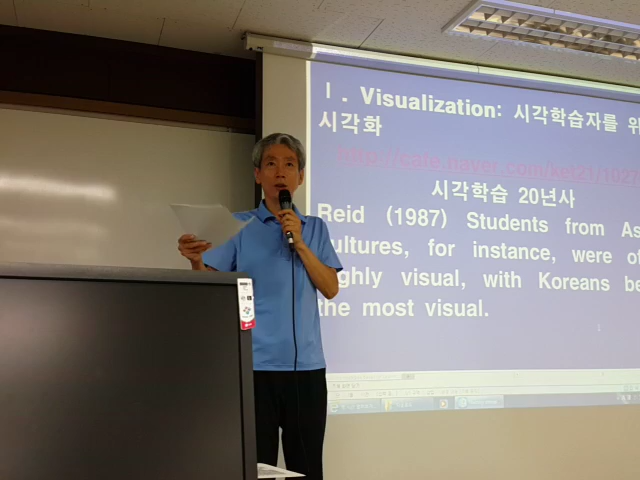 Ⅰ. Visualization: 시각학습자를 위
시각화
시각학습 20년사
Reid (1987) Students from As
ultures, for instance, were of
ighly visual, with Koreans be
the most visual.